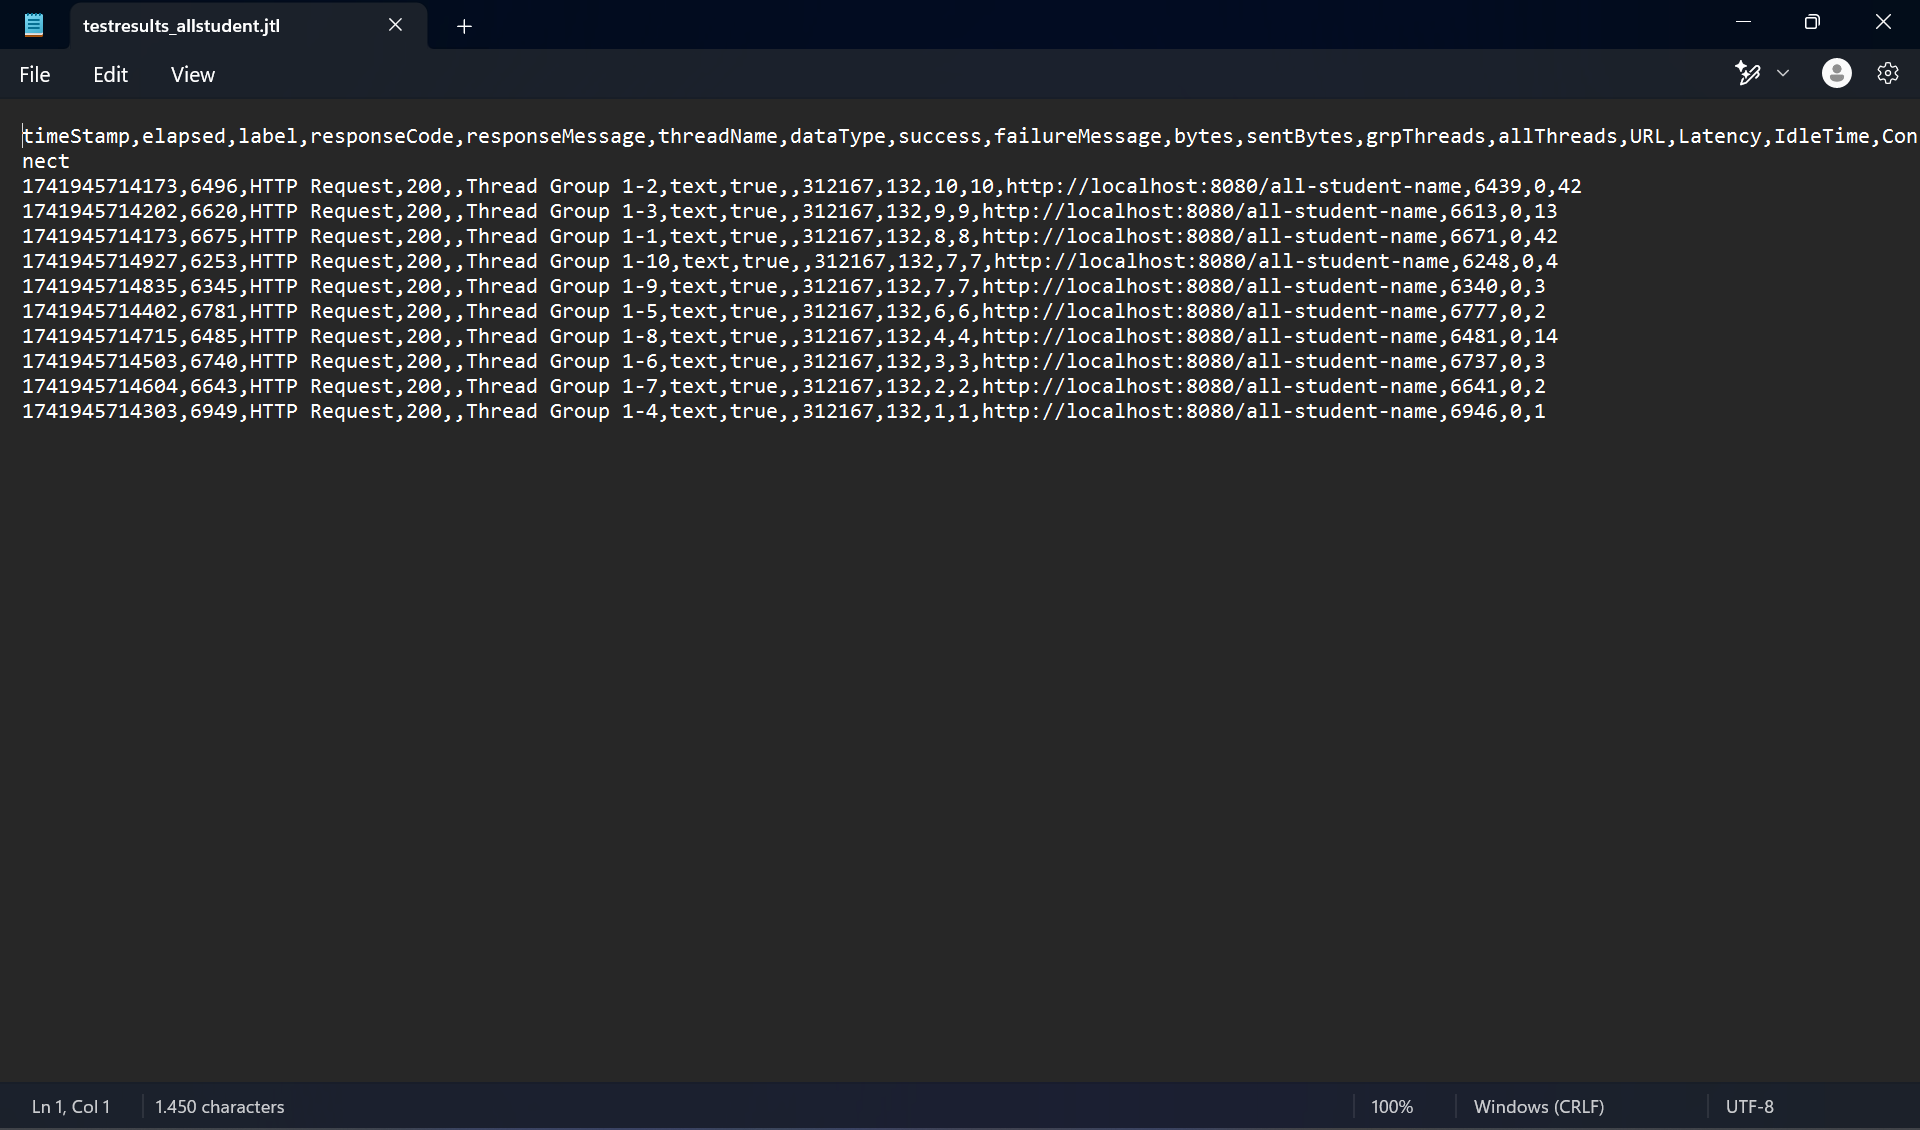 testresults_allstudent.jtl
File Edit View
timeStamp,elapsed,label,responseCode,responseMessage,threadName,dataType,success,failureMessage,bytes,sentBytes,grpThreads,allThreads,URL,Latency,IdleTime,Con
nect
1741945714173,6496,HTTP Request,200,,Thread Group 1-2,text,true,,312167,132,10,10,http://localhost:8080/all-student-name,6439,0,42
1741945714202,6620,HTTP Request,200,,Thread Group 1-3,text,true,,312167,132,9,9,http://localhost:8080/all-student-name,6613,0,13
1741945714173,6675,HTTP Request,200,,Thread Group 1-1,text,true,,312167,132,8,8,http://localhost:8080/all-student-name,6671,0,42
1741945714927,6253,HTTP Request,200,,Thread Group 1-10,text,true,,312167,132,7,7,http://localhost:8080/all-student-name,6248,0,4
1741945714835,6345,HTTP Request,200,,Thread Group 1-9,text,true,,312167,132,7,7,http://localhost:8080/all-student-name,6340,0,3
1741945714402,6781,HTTP Request,200,,Thread Group 1-5,text,true,,312167,132,6,6,http://localhost:8080/all-student-name,6777,0,2
1741945714715,6485,HTTP Request,200,,Thread Group 1-8,text,true,,312167,132,4,4,http://localhost:8080/all-student-name,6481,0,14
1741945714503,6740,HTTP Request,200,,Thread Group 1-6,text,true,,312167,132,3,3,http://localhost:8080/all-student-name,6737,0,3
1741945714604,6643,HTTP Request,200,,Thread Group 1-7,text,true,,312167,132,2,2,http://localhost:8080/all-student-name,6641,0,2
1741945714303,6949,HTTP Request,200,,Thread Group 1-4,text,true,,312167,132,1,1,http://localhost:8080/all-student-name,6946,0,1
Ln 1, Col 1 1.450 characters 100% Windows (CRLF) UTF-8